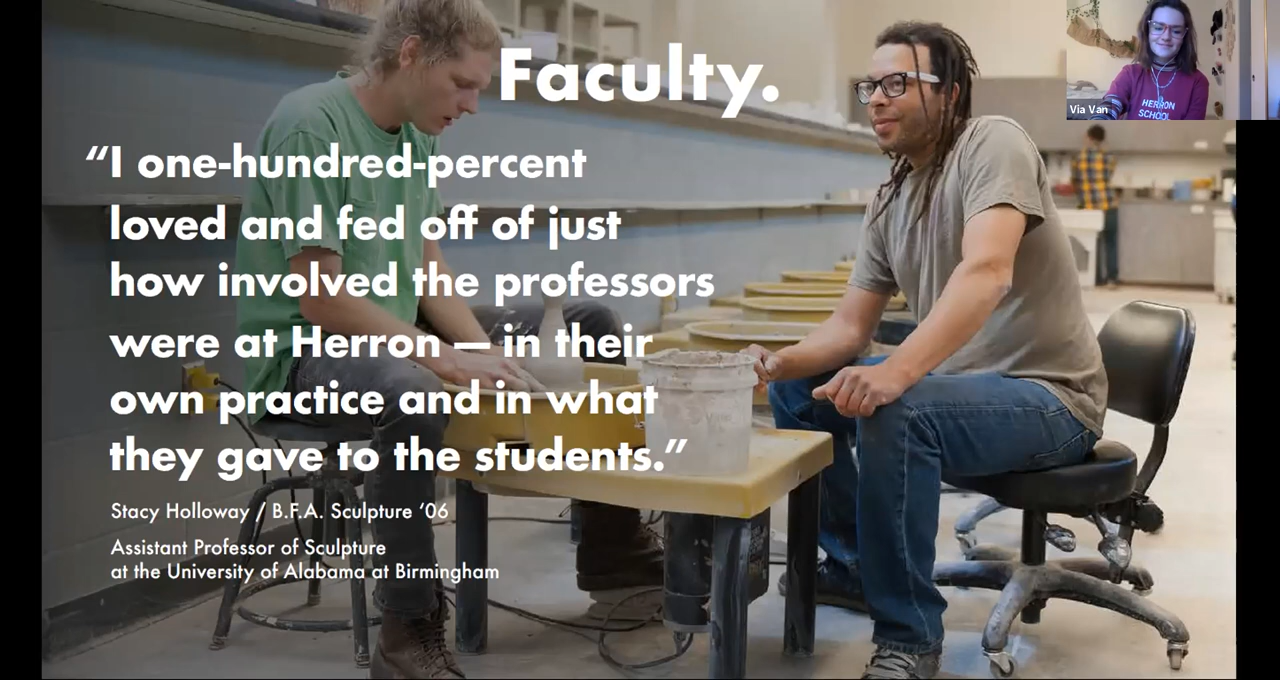 Faculty.
“I one-hundred-percent
loved and fed off of just
how involved the professors
were at Herron — in their
own practice and in what
they gave to the students.”
Stacy Holloway / B.F.A. Sculpture ‘06
Assistant Professor of Sculpture
at the University of Alabama at Birmingham
Via Van
HERRON
SCHOOL